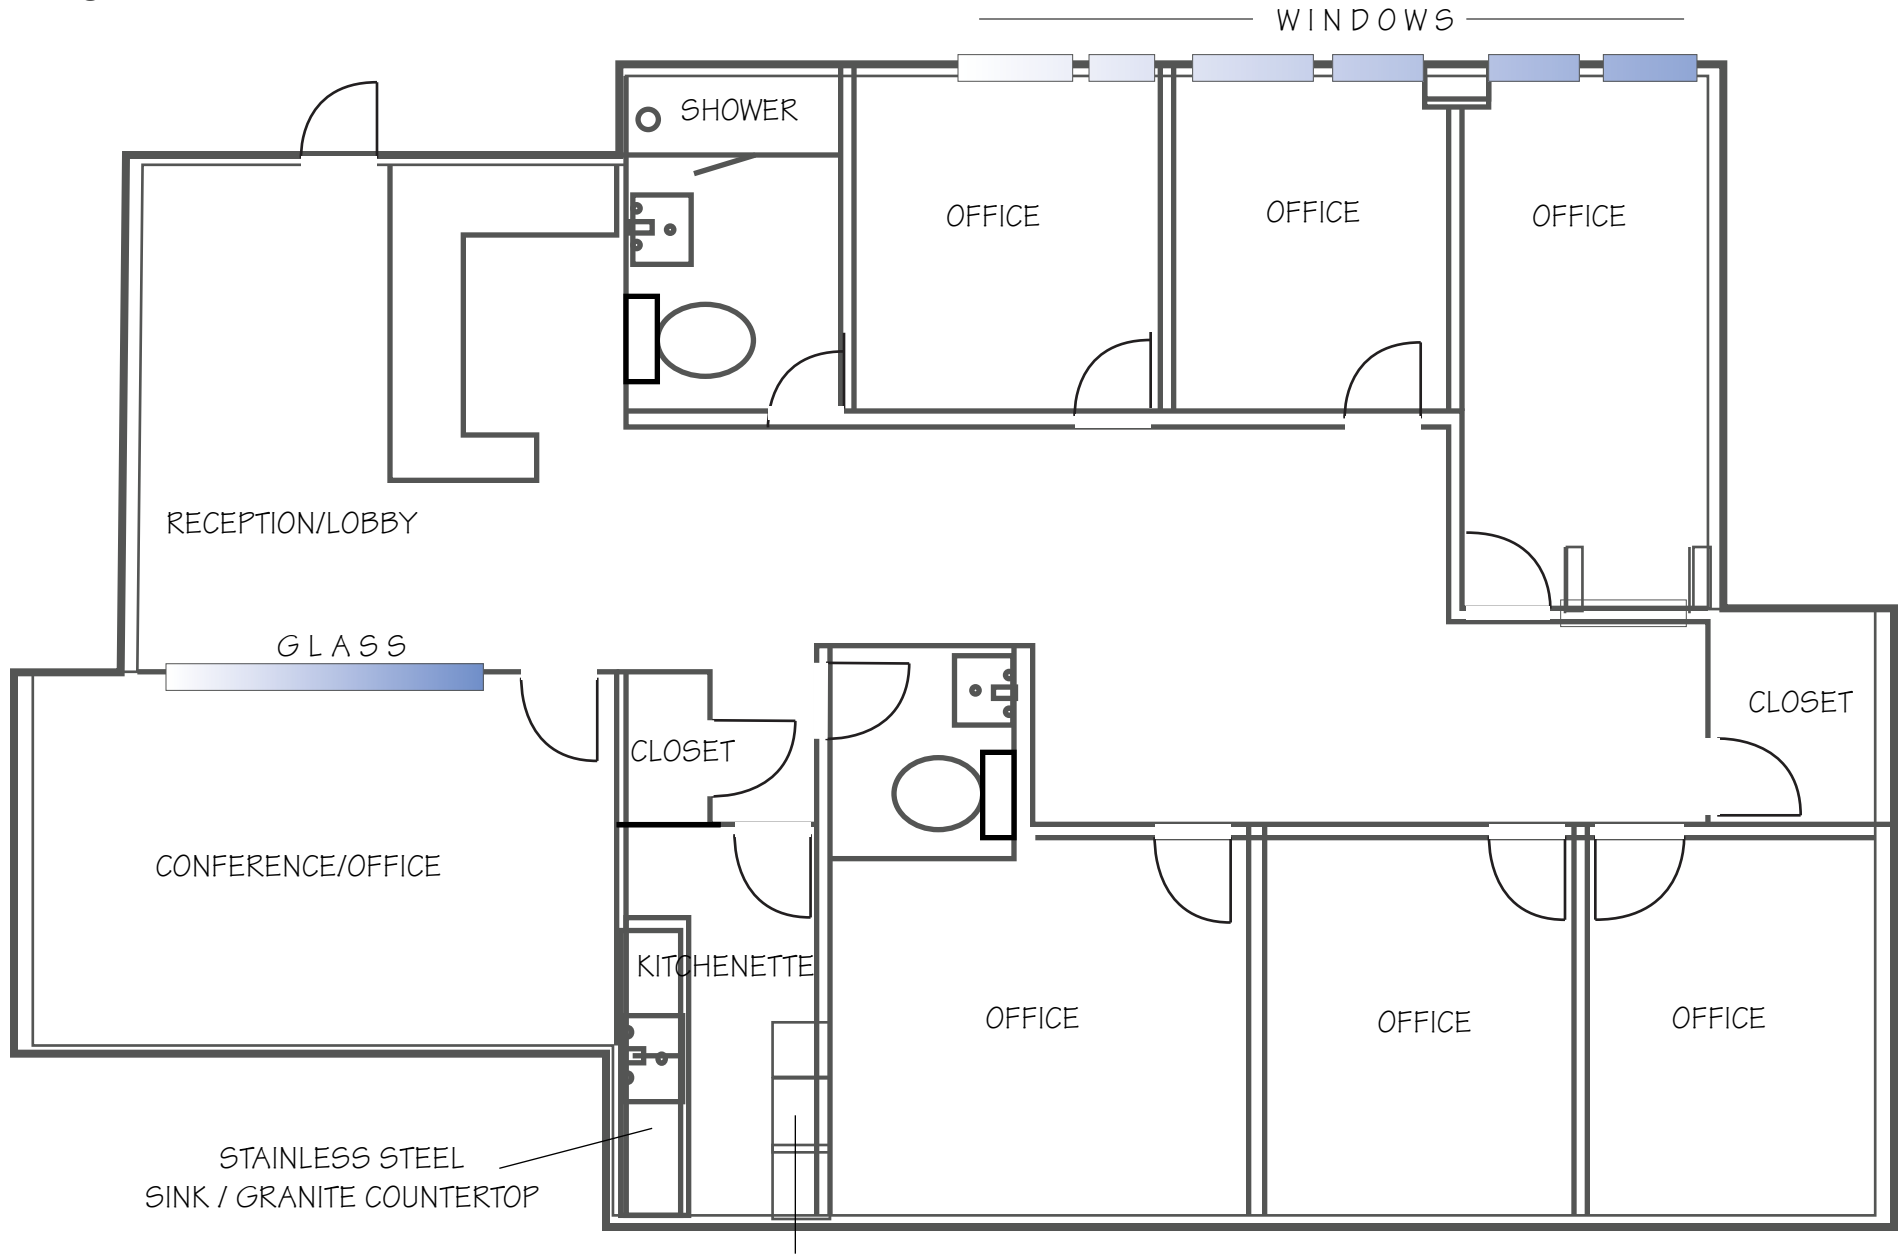 WINDOWS
SHOWER
OFFICE
OFFICE
OFFICE
RECEPTION/LOBBY
GLASS
CLOSET
CLOSET
CONFERENCE/OFFICE
KITCHENETTE
OFFICE
OFFICE
OFFICE
STAINLESS STEEL
SINK / GRANITE COUNTERTOP